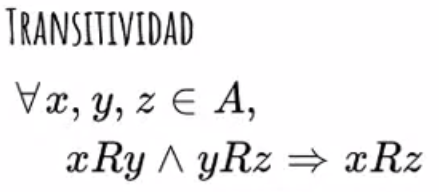 TRANSITIVIDAD
∀x, y, z ∈ A,
xRy ∧ yRz ⇒ xRz